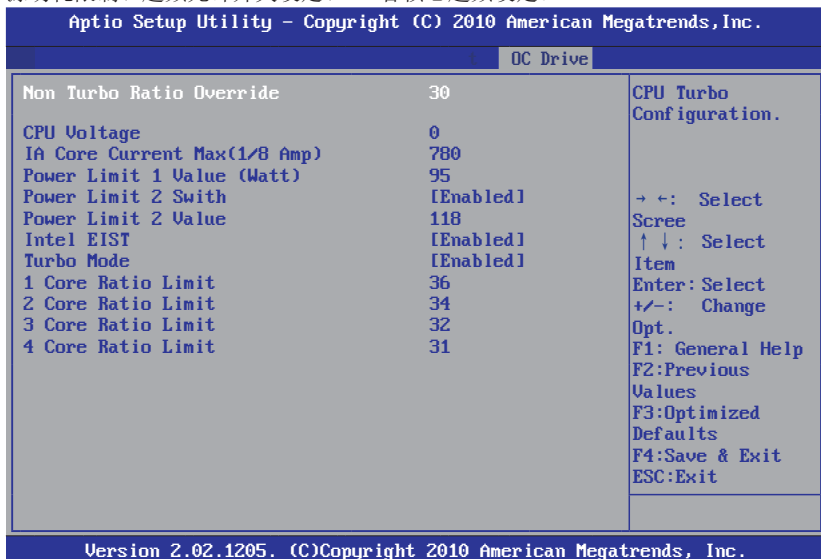 Aptio Setup Utility – Copyright (C) 2010 American Megatrends,Inc.
OC Drive
Non Turbo Ratio Override 30
CPU Voltage 0
IA Core Current Max(1/8 Amp) 780
Power Limit 1 Value (Watt) 95
Power Limit 2 Swith [Enabled]
Power Limit 2 Value 118
Intel EIST [Enabled]
Turbo Mode [Enabled]
1 Core Ratio Limit 36
2 Core Ratio Limit 34
3 Core Ratio Limit 32
4 Core Ratio Limit 31
CPU Turbo
Configuration.
→ ←: Select
Scree
↑ ↓: Select
Item
Enter: Select
+/-: Change
Opt.
F1: General Help
F2:Previous
Values
F3:Optimized
Defaults
F4:Save & Exit
ESC:Exit
Version 2.02.1205. (C)Copyright 2010 American Megatrends, Inc.